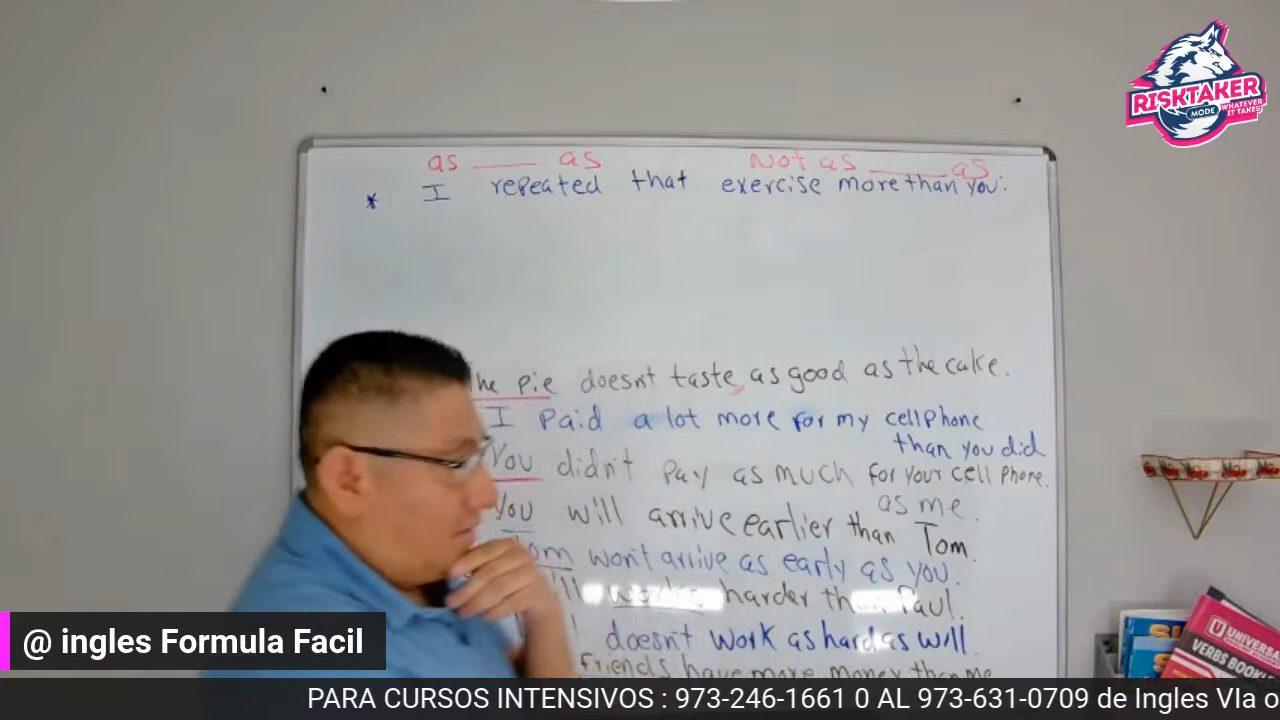 RISKTAKER
MODE
WHATEVER
IT TAKES!
as ____ as Not as ____ as
* I repeated that exercise more than you.
he pie doesn't taste, as good as the cake.
I Paid a lot more for my cellphone
than you did
You didn't pay as much for your cell phone.
as me.
You will arrive earlier than Tom.
Tom won't arrive as early as you.
harder than Paul.
doesn't work as hard as will.
friends have more money than me
UNIVERSA
VERBS BOOK
@ ingles Formula Facil
PARA CURSOS INTENSIVOS : 973-246-1661 0 AL 973-631-0709 de Ingles VIa o